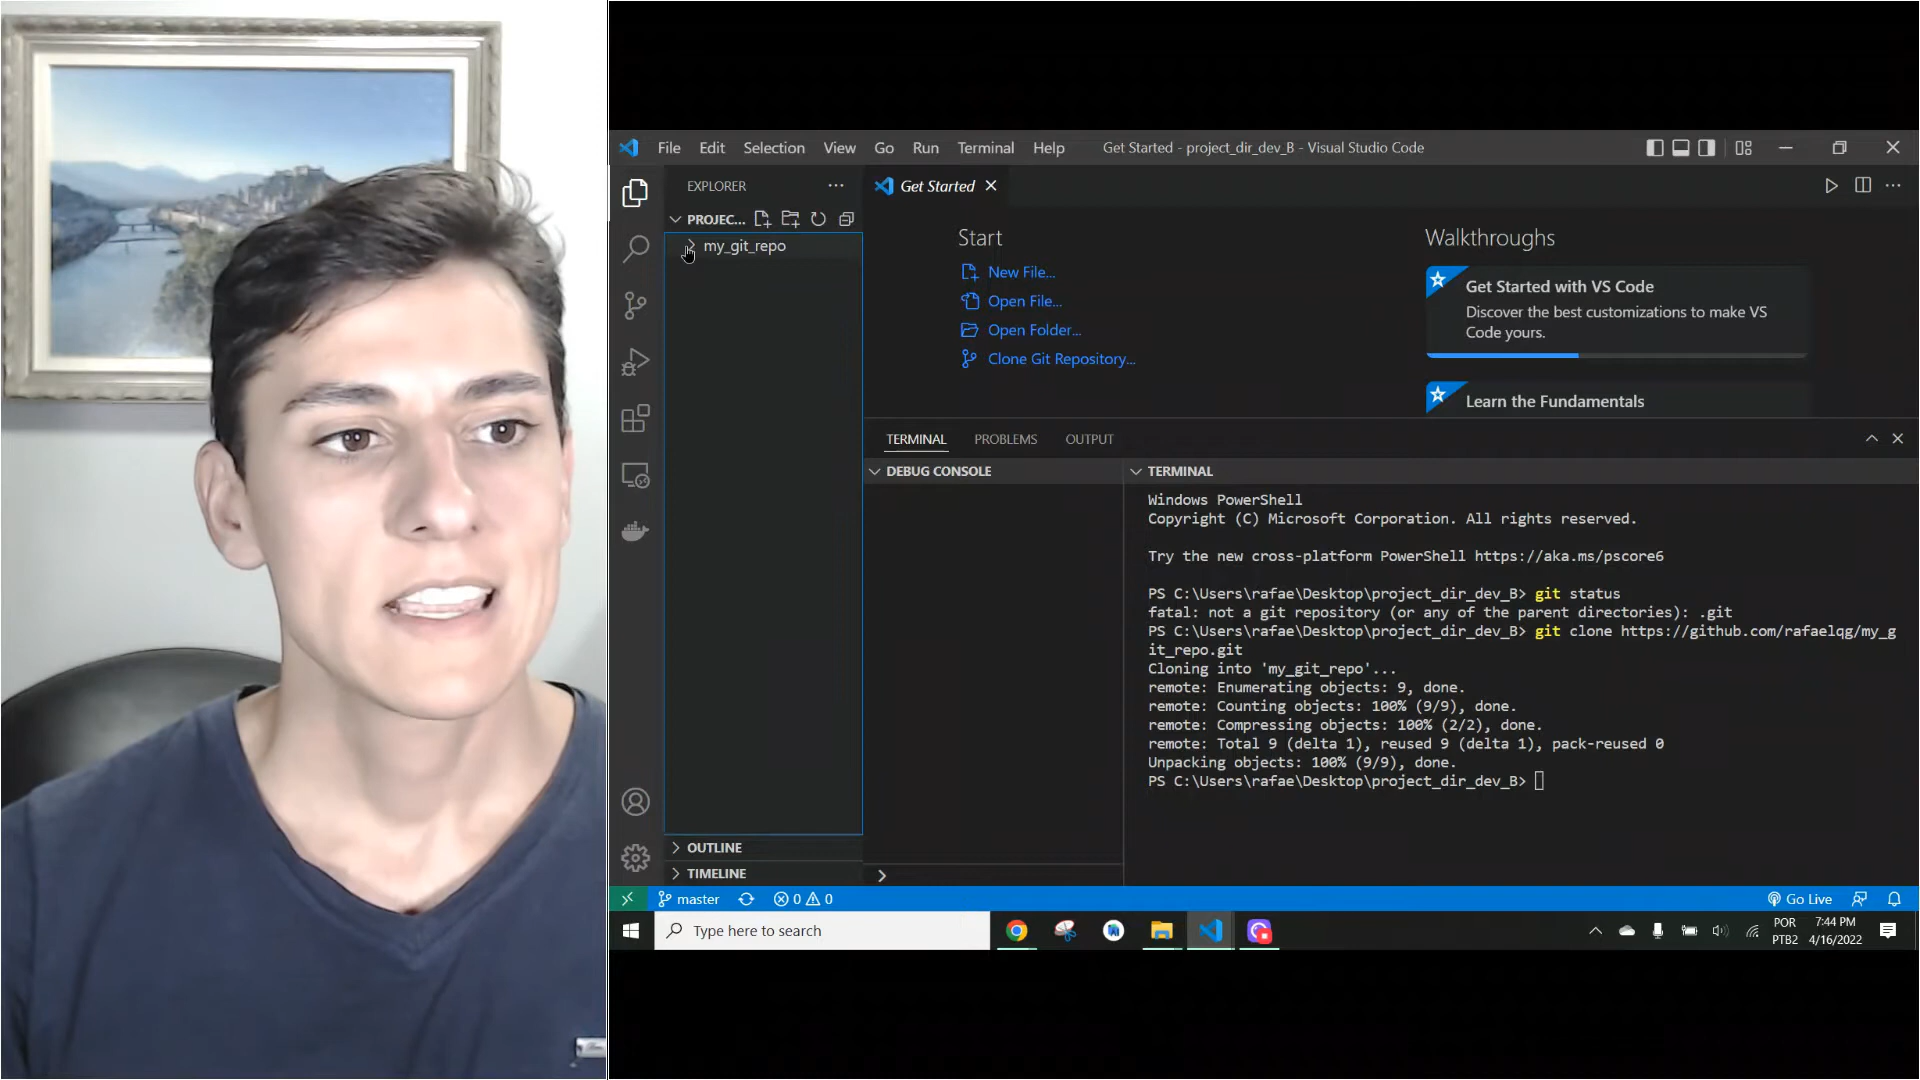 File Edit Selection View Go Run Terminal Help Get Started - project_dir_dev_B - Visual Studio Code
EXPLORER
PROJEC...
my_git_repo
OUTLINE
TIMELINE
Get Started
Start
New File...
Open File...
Open Folder...
Clone Git Repository...
Walkthroughs
Get Started with VS Code
Discover the best customizations to make VS
Code yours.
Learn the Fundamentals
TERMINAL PROBLEMS OUTPUT
DEBUG CONSOLE
TERMINAL
Windows PowerShell
Copyright (C) Microsoft Corporation. All rights reserved.
Try the new cross-platform PowerShell https://aka.ms/pscore6
PS C:\Users\rafae\Desktop\project_dir_dev_B> git status
fatal: not a git repository (or any of the parent directories): .git
PS C:\Users\rafae\Desktop\project_dir_dev_B> git clone https://github.com/rafaelqg/my_g
it_repo.git
Cloning into 'my_git_repo'...
remote: Enumerating objects: 9, done.
remote: Counting objects: 100% (9/9), done.
remote: Compressing objects: 100% (2/2), done.
remote: Total 9 (delta 1), reused 9 (delta 1), pack-reused 0
Unpacking objects: 100% (9/9), done.
PS C:\Users\rafae\Desktop\project_dir_dev_B>
master 0 0 Go Live
Type here to search
POR
PTB2
7:44 PM
4/16/2022